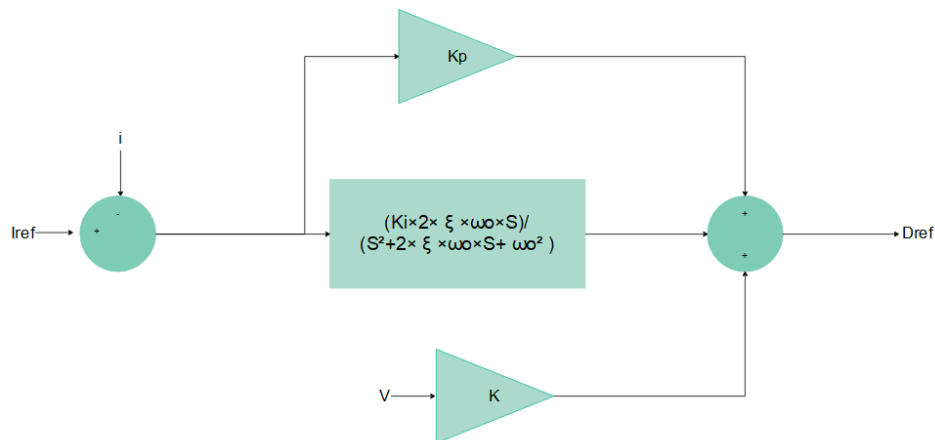 Kp
i
-
Iref
+
(Ki×2× ξ ×ωo×S)/
(S²+2× ξ ×ωo×S+ ωo² )
+
+
Dref
V
K